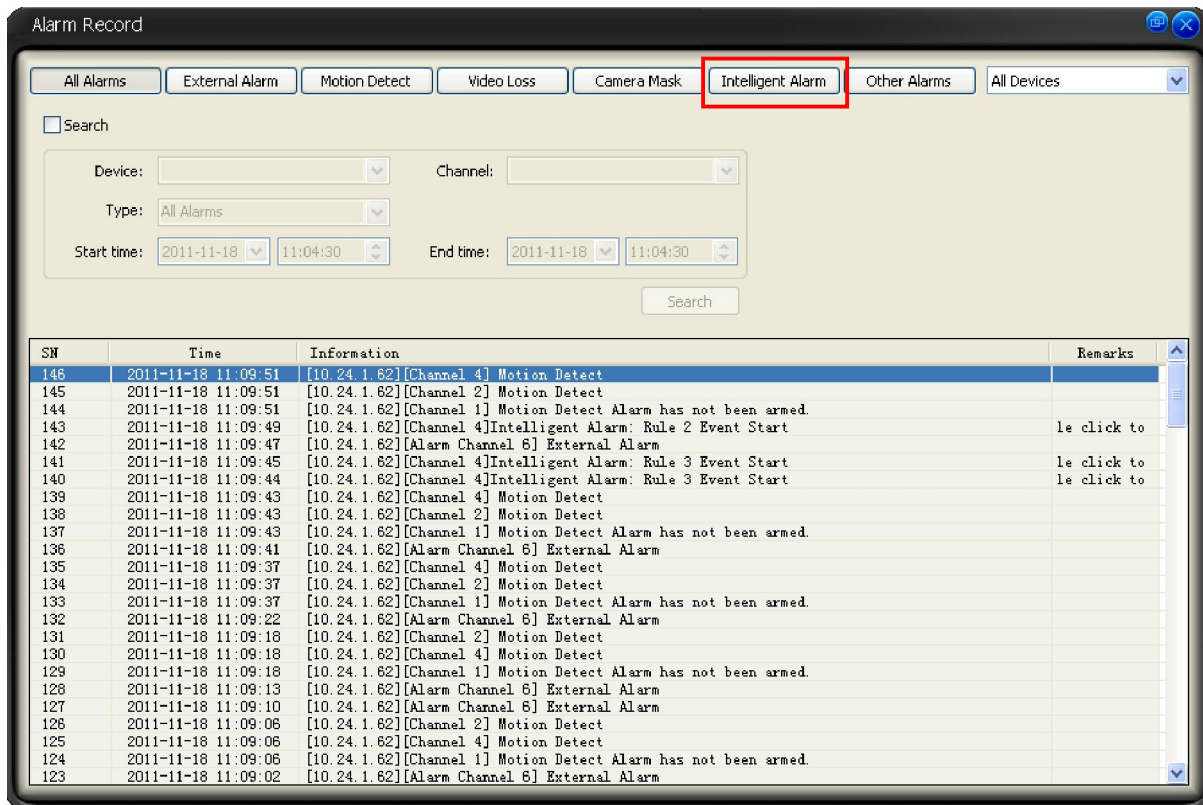 Alarm Record
All Alarms External Alarm Motion Detect Video Loss Camera Mask Intelligent Alarm Other Alarms All Devices
Search
Device: Channel:
Type: All Alarms
Start time: 2011-11-18 11:04:30 End time: 2011-11-18 11:04:30
Search
SN Time Information Remarks
146 2011-11-18 11:09:51 [10.24.1.62][Channel 4] Motion Detect
145 2011-11-18 11:09:51 [10.24.1.62][Channel 2] Motion Detect
144 2011-11-18 11:09:51 [10.24.1.62][Channel 1] Motion Detect Alarm has not been armed.
143 2011-11-18 11:09:49 [10.24.1.62][Channel 4]Intelligent Alarm: Rule 2 Event Start le click to
142 2011-11-18 11:09:47 [10.24.1.62][Alarm Channel 6] External Alarm
141 2011-11-18 11:09:45 [10.24.1.62][Channel 4]Intelligent Alarm: Rule 3 Event Start le click to
140 2011-11-18 11:09:44 [10.24.1.62][Channel 4]Intelligent Alarm: Rule 3 Event Start le click to
139 2011-11-18 11:09:43 [10.24.1.62][Channel 4] Motion Detect
138 2011-11-18 11:09:43 [10.24.1.62][Channel 2] Motion Detect
137 2011-11-18 11:09:43 [10.24.1.62][Channel 1] Motion Detect Alarm has not been armed.
136 2011-11-18 11:09:41 [10.24.1.62][Alarm Channel 6] External Alarm
135 2011-11-18 11:09:37 [10.24.1.62][Channel 4] Motion Detect
134 2011-11-18 11:09:37 [10.24.1.62][Channel 2] Motion Detect
133 2011-11-18 11:09:37 [10.24.1.62][Channel 1] Motion Detect Alarm has not been armed.
132 2011-11-18 11:09:22 [10.24.1.62][Alarm Channel 6] External Alarm
131 2011-11-18 11:09:18 [10.24.1.62][Channel 2] Motion Detect
130 2011-11-18 11:09:18 [10.24.1.62][Channel 4] Motion Detect
129 2011-11-18 11:09:18 [10.24.1.62][Channel 1] Motion Detect Alarm has not been armed.
128 2011-11-18 11:09:13 [10.24.1.62][Alarm Channel 6] External Alarm
127 2011-11-18 11:09:10 [10.24.1.62][Alarm Channel 6] External Alarm
126 2011-11-18 11:09:06 [10.24.1.62][Channel 2] Motion Detect
125 2011-11-18 11:09:06 [10.24.1.62][Channel 4] Motion Detect
124 2011-11-18 11:09:06 [10.24.1.62][Channel 1] Motion Detect Alarm has not been armed.
123 2011-11-18 11:09:02 [10.24.1.62][Alarm Channel 6] External Alarm